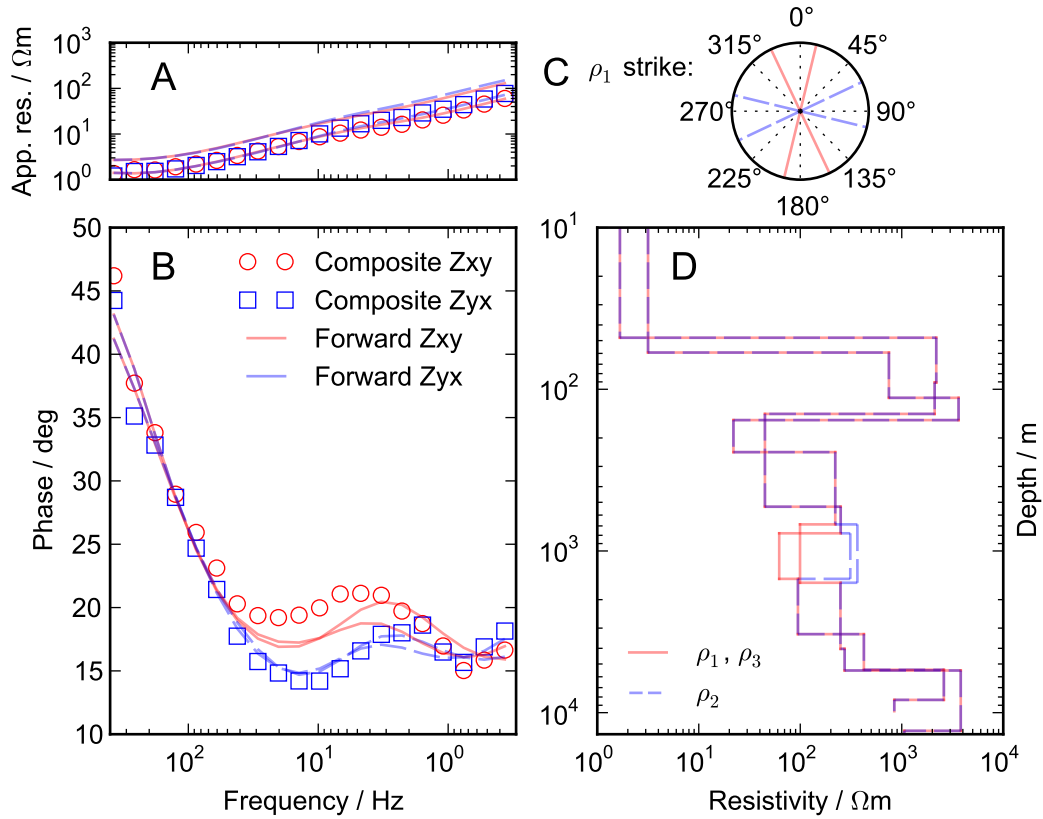 A
App. res. / Ωm
10³
10²
10¹
10⁰
C
ρ₁ strike:
0°
45°
90°
135°
180°
225°
270°
315°
B
Composite Zxy
Composite Zyx
Forward Zxy
Forward Zyx
Phase / deg
50
45
40
35
30
25
20
15
10
10² 10¹ 10⁰
Frequency / Hz
D
10¹
10²
10³
10⁴
Depth / m
ρ₁, ρ₃
ρ₂
10⁰ 10¹ 10² 10³ 10⁴
Resistivity / Ωm